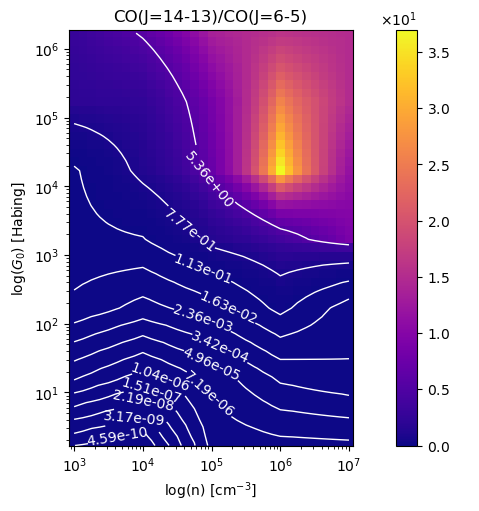 CO(J=14-13)/CO(J=6-5)
×10¹
10⁶
10⁵
10⁴
10³
10²
10¹
log(G₀) [Habing]
5.36e+00
7.77e-01
1.13e-01
1.63e-02
2.36e-03
3.42e-04
4.96e-05
7.19e-06
1.04e-06
1.51e-07
2.19e-08
3.17e-09
4.59e-10
10³ 10⁴ 10⁵ 10⁶ 10⁷
log(n) [cm⁻³]
3.5
3.0
2.5
2.0
1.5
1.0
0.5
0.0